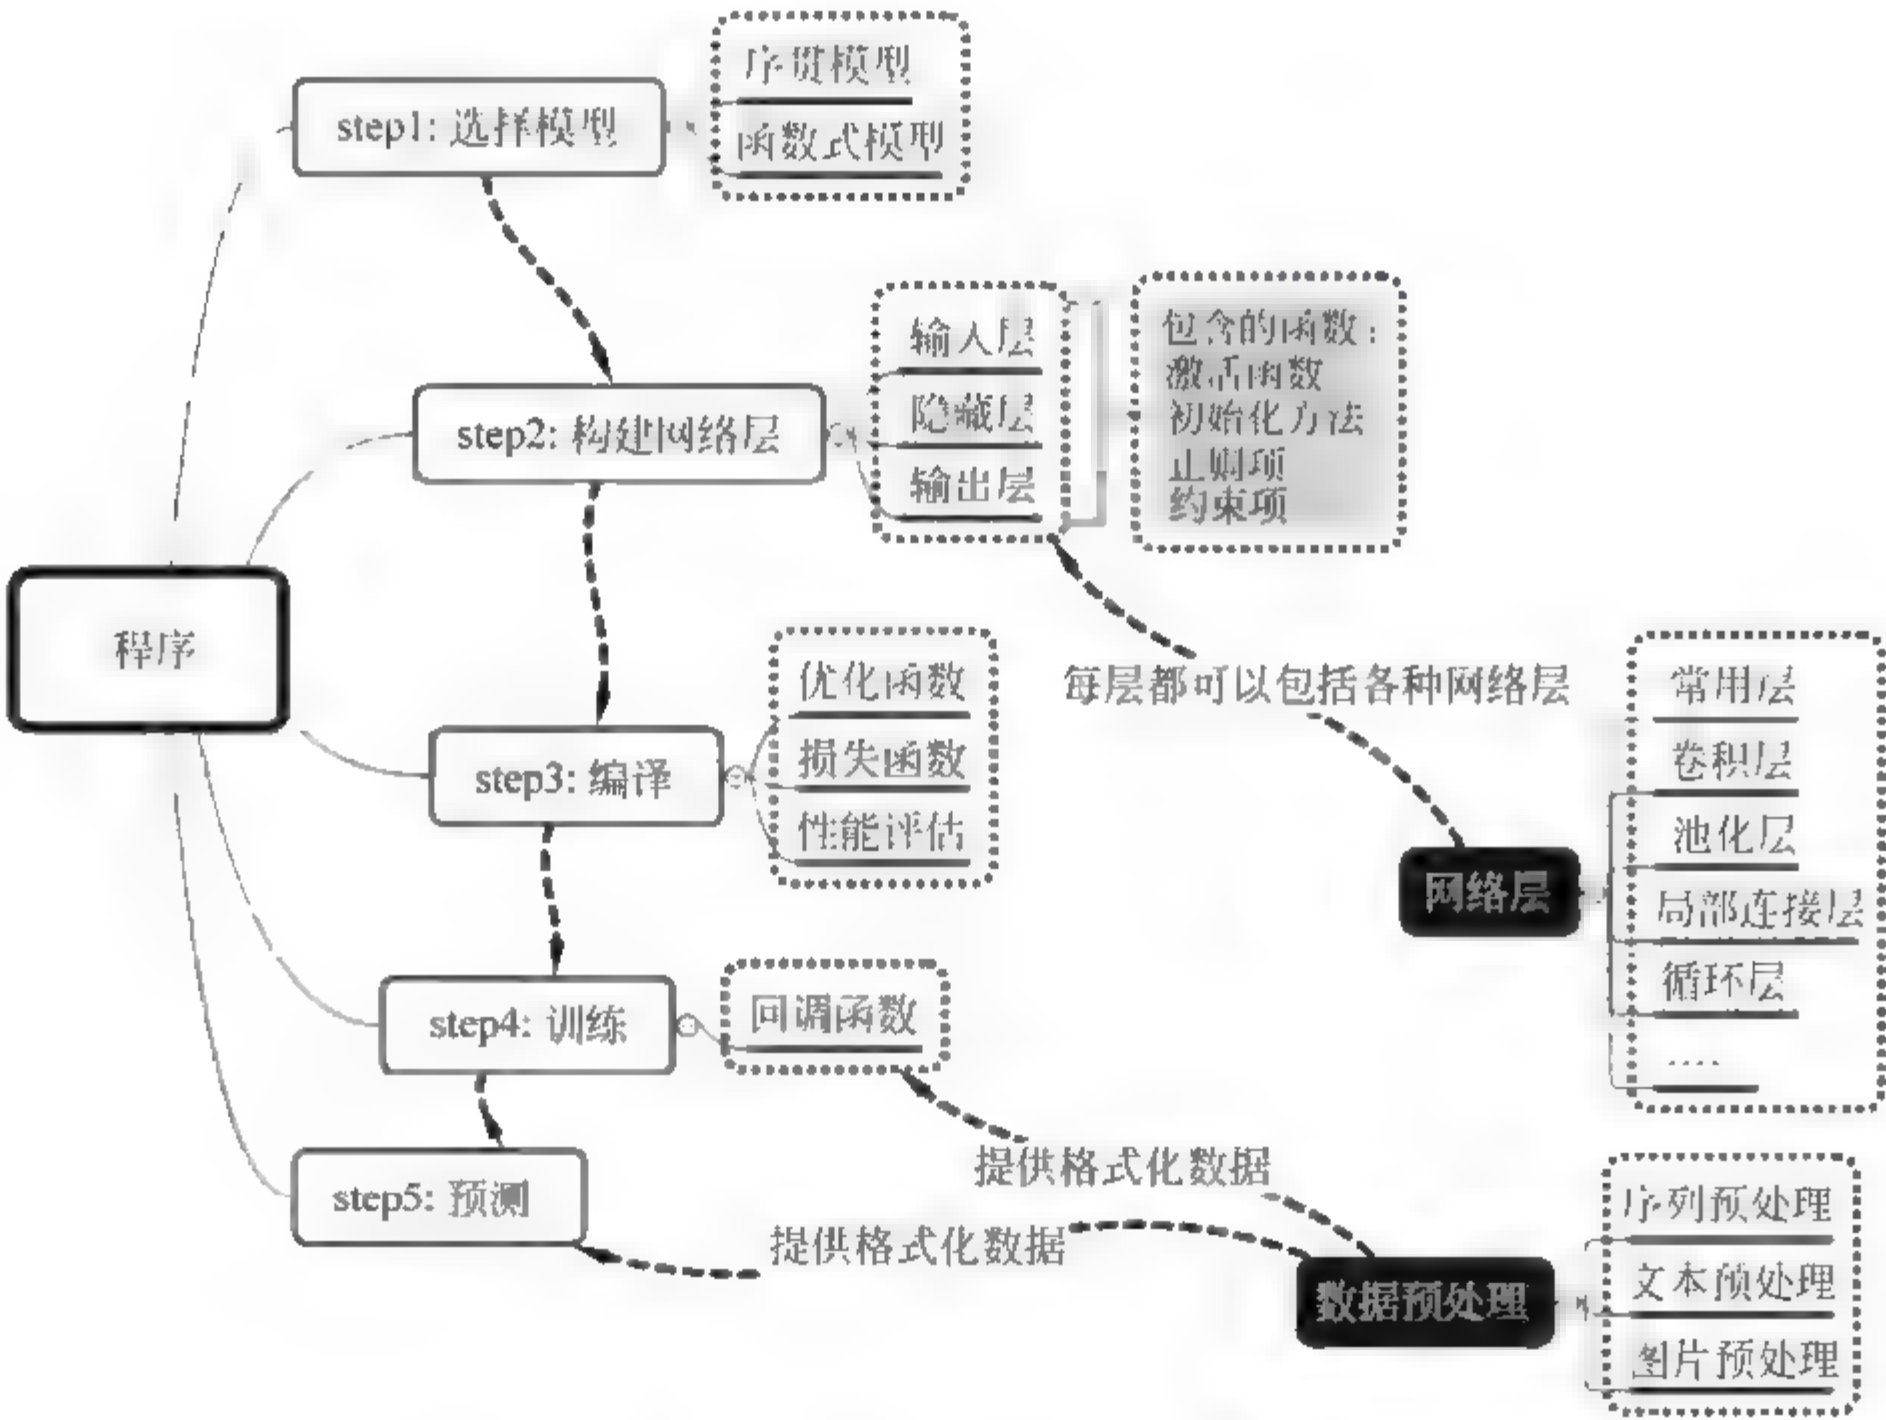 序贯模型
step1: 选择模型
函数式模型
输入层
隐藏层
输出层
包含的函数:
激活函数
初始化方法
正则项
约束项
step2: 构建网络层
程序
优化函数
损失函数
性能评估
step3: 编译
每层都可以包括各种网络层
常用层
卷积层
池化层
局部连接层
循环层
....
网络层
step4: 训练
回调函数
提供格式化数据
step5: 预测
提供格式化数据
数据预处理
序列预处理
文本预处理
图片预处理